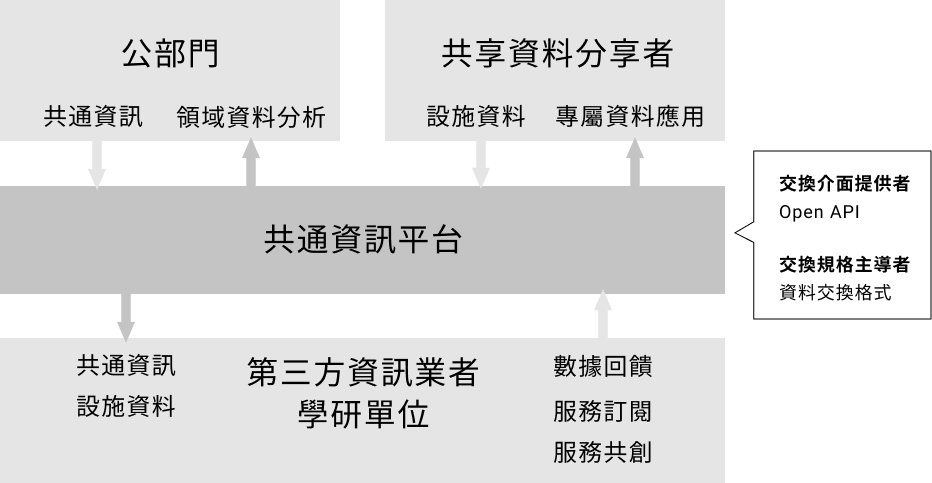 公部門
共通資訊
領域資料分析
共享資料分享者
設施資料
專屬資料應用
共通資訊平台
交換介面提供者
Open API
交換規格主導者
資料交換格式
共通資訊
設施資料
第三方資訊業者
學研單位
數據回饋
服務訂閱
服務共創